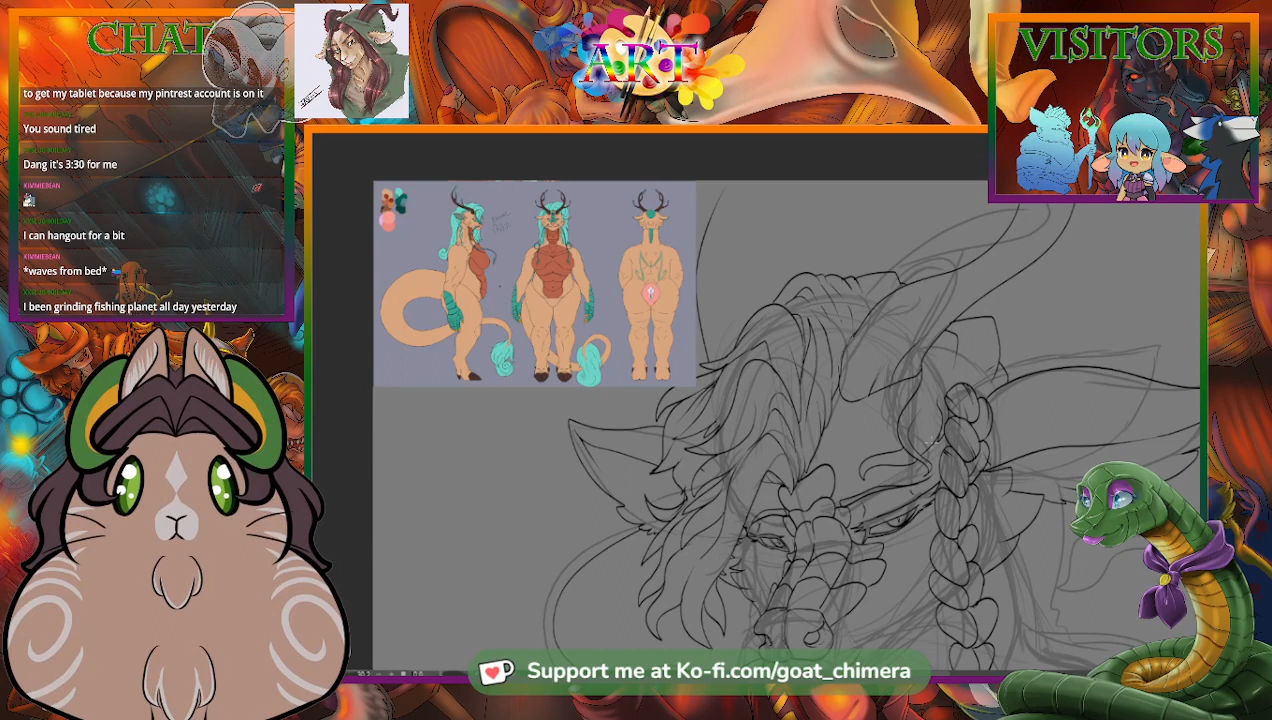 CHAT
to get my tablet because my pintrest account is on it
You sound tired
Dang it's 3:30 for me
KIMMIEBEAN
I can hangout for a bit
KIMMIEBEAN
*waves from bed*
I been grinding fishing planet all day yesterday
ART
VISITORS
Support me at Ko-fi.com/goat_chimera